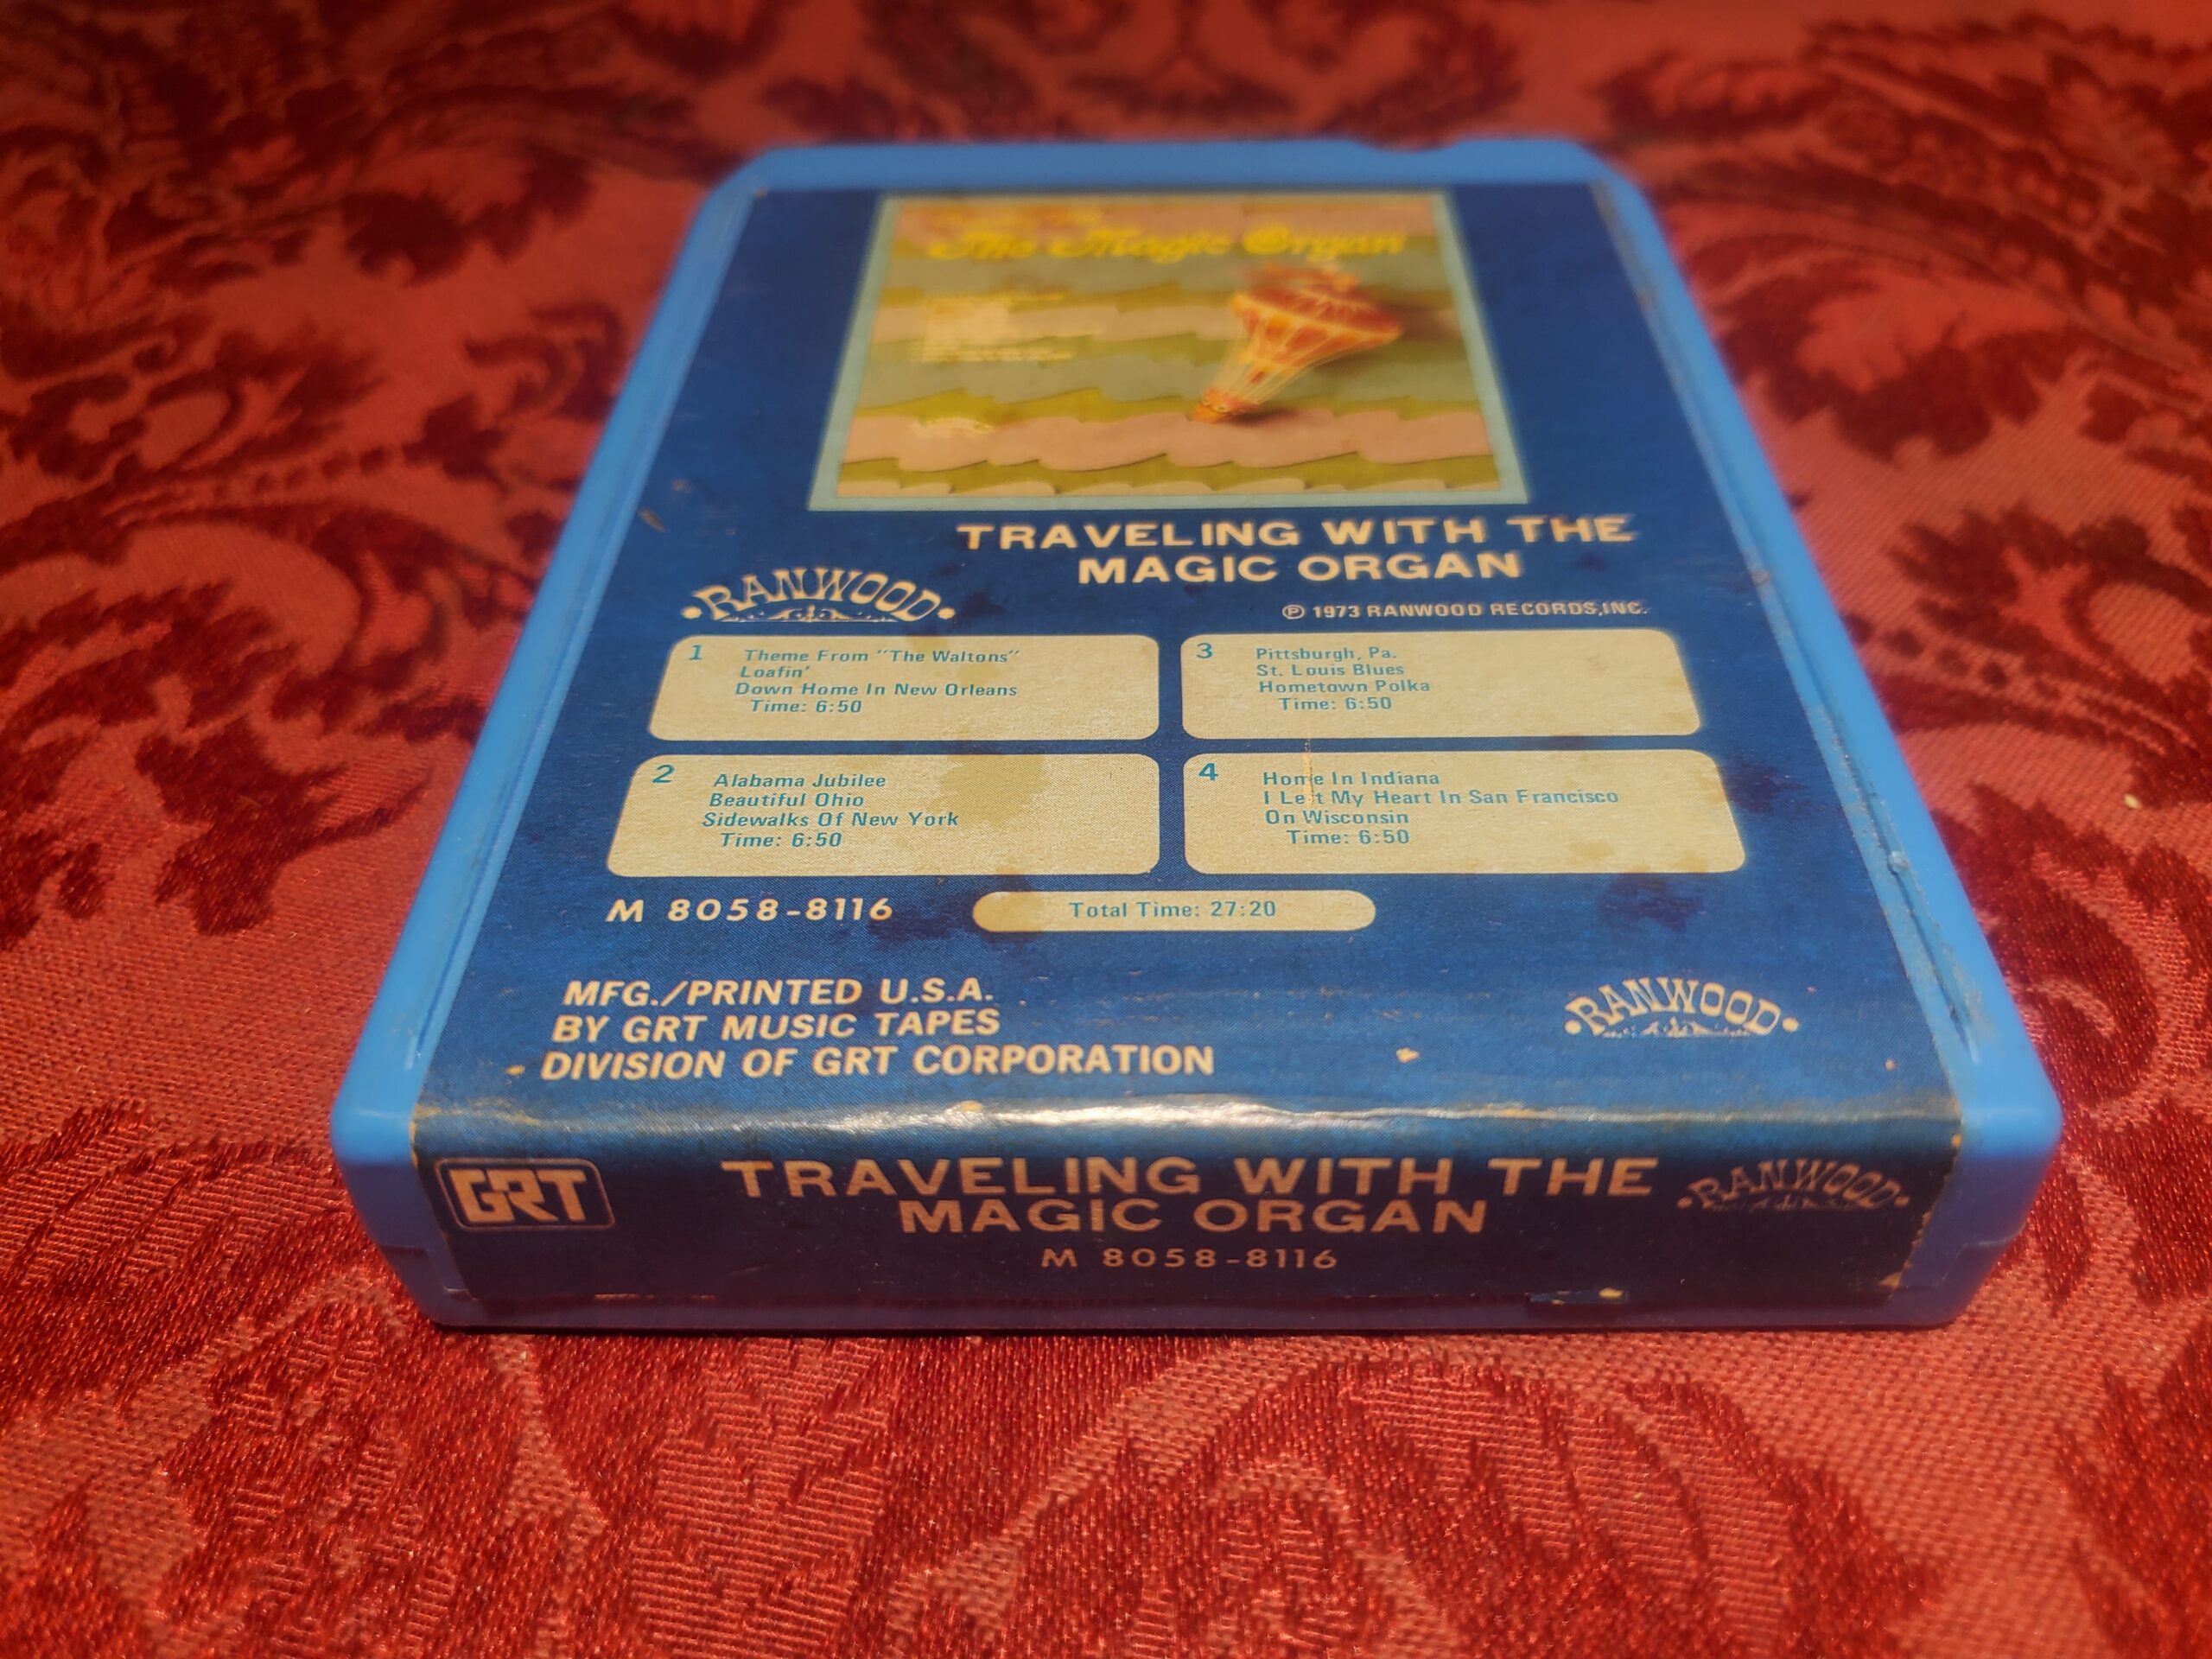 The Magic Organ
TRAVELING WITH THE
MAGIC ORGAN
RANWOOD
℗ 1973 RANWOOD RECORDS, INC.
1 Theme From "The Waltons"
Loafin'
Down Home In New Orleans
Time: 6:50
2 Alabama Jubilee
Beautiful Ohio
Sidewalks Of New York
Time: 6:50
3 Pittsburgh, Pa.
St. Louis Blues
Hometown Polka
Time: 6:50
4 Home In Indiana
I Left My Heart In San Francisco
On Wisconsin
Time: 6:50
M 8058-8116
Total Time: 27:20
MFG./PRINTED U.S.A.
BY GRT MUSIC TAPES
DIVISION OF GRT CORPORATION
RANWOOD
GRT
TRAVELING WITH THE
MAGIC ORGAN
M 8058-8116
RANWOOD